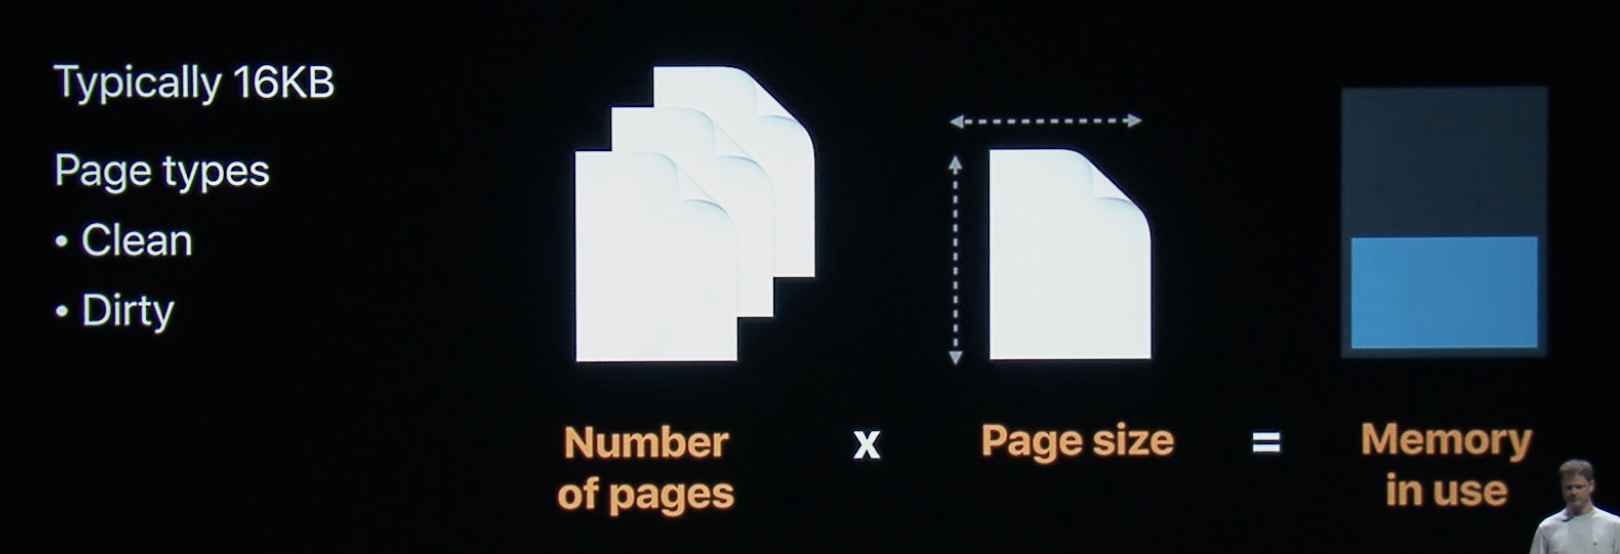 Typically 16KB
Page types
• Clean
• Dirty
Number
of pages
x
Page size
=
Memory
in use